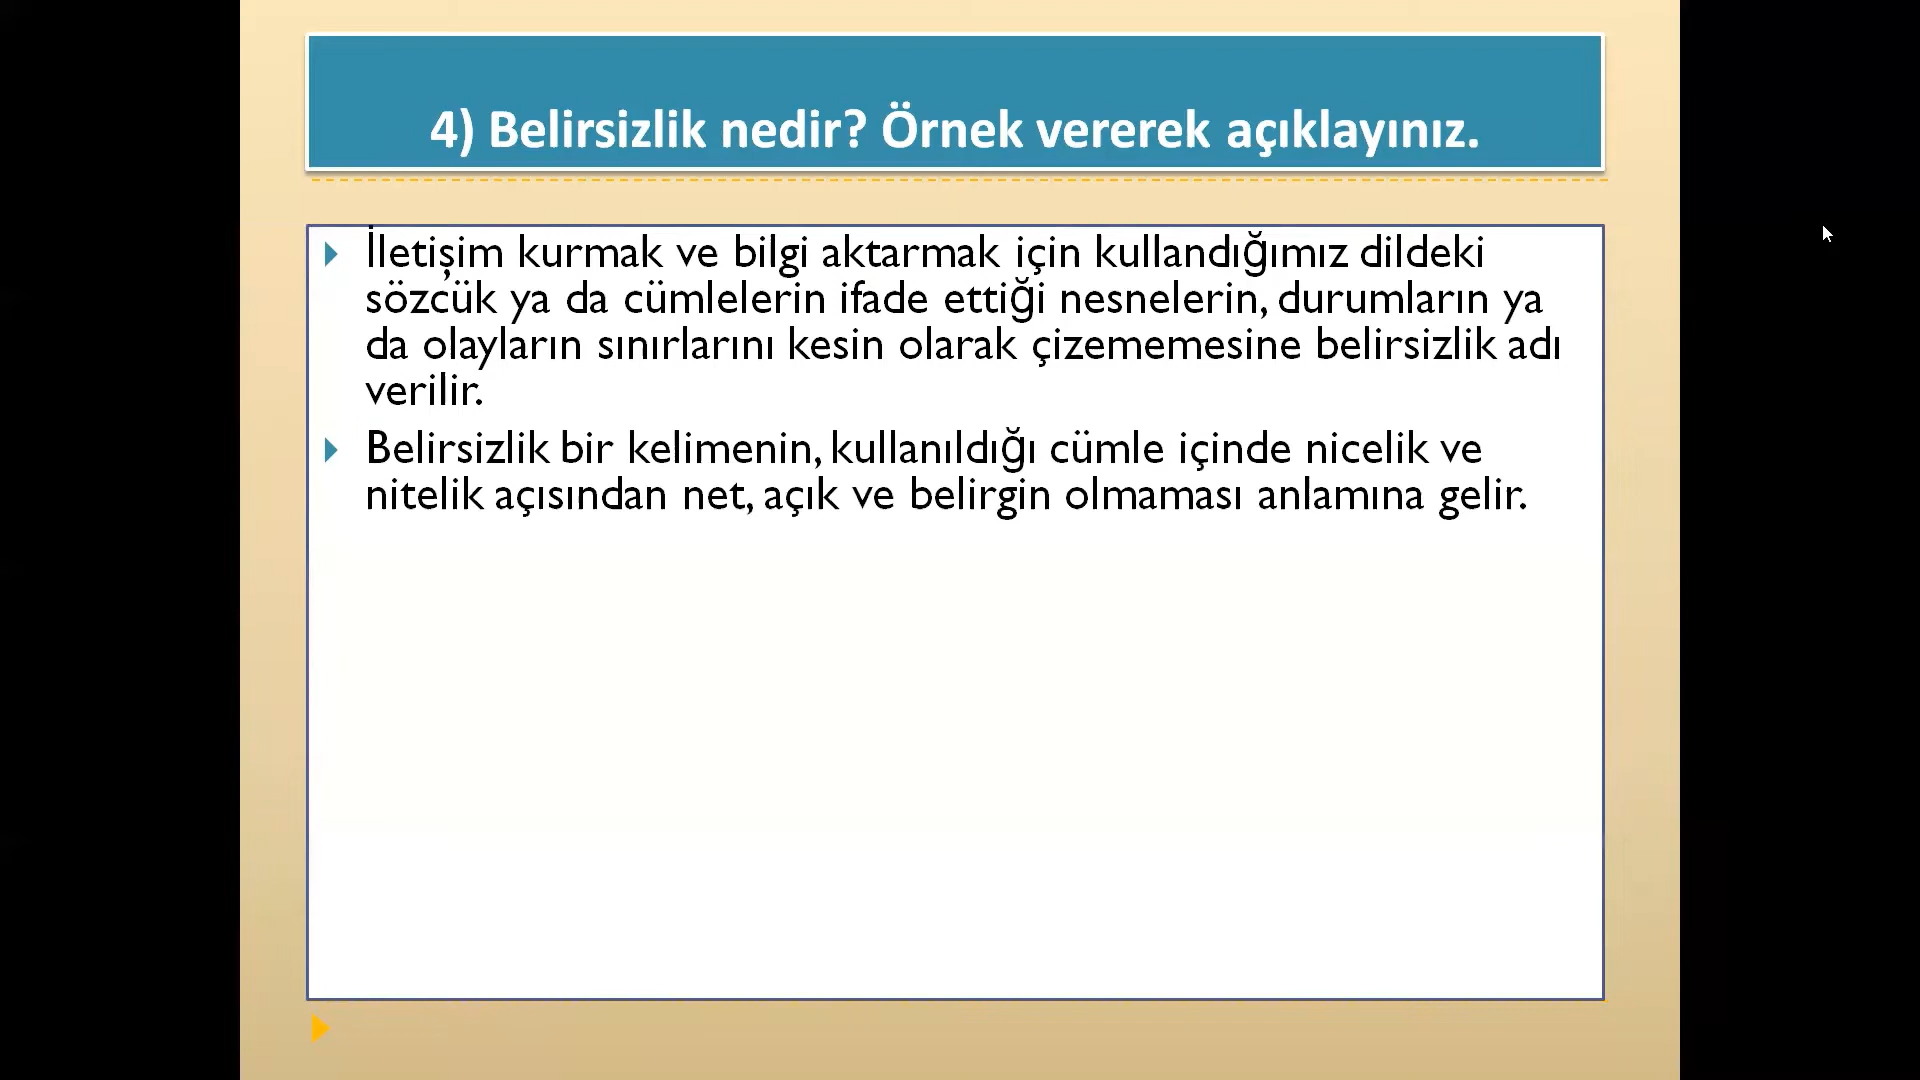 4) Belirsizlik nedir? Örnek vererek açıklayınız.
İletişim kurmak ve bilgi aktarmak için kullandığımız dildeki
sözcük ya da cümlelerin ifade ettiği nesnelerin, durumların ya
da olayların sınırlarını kesin olarak çizememesine belirsizlik adı
verilir.
Belirsizlik bir kelimenin, kullanıldığı cümle içinde nicelik ve
nitelik açısından net, açık ve belirgin olmaması anlamına gelir.